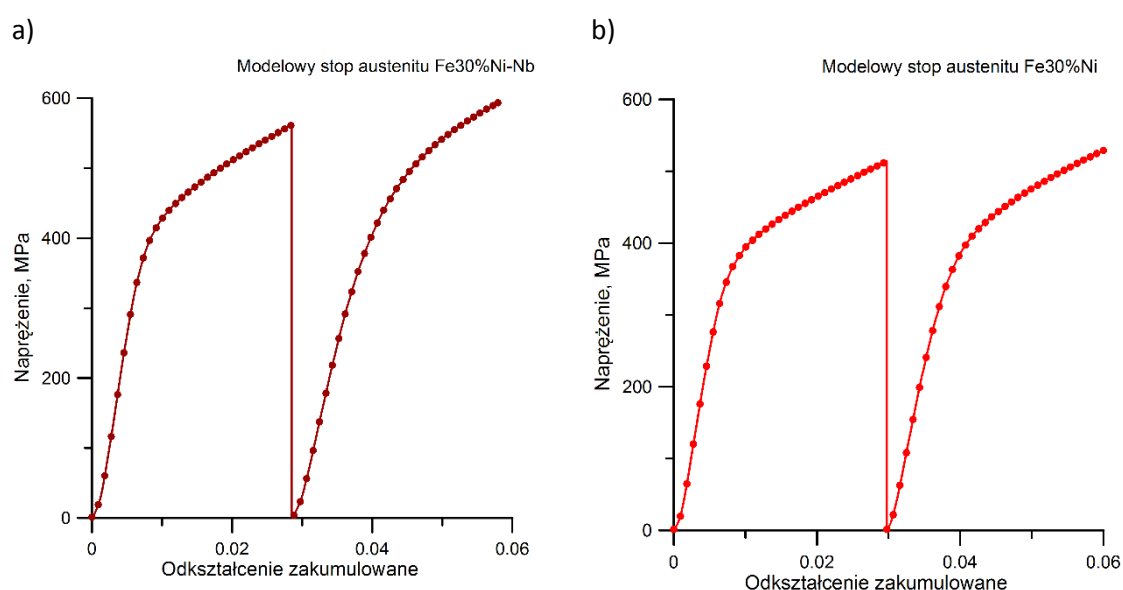 a)
Modelowy stop austenitu Fe30%Ni-Nb
600
400
200
0
Naprężenie, MPa
0 0.02 0.04 0.06
Odkształcenie zakumulowane
b)
Modelowy stop austenitu Fe30%Ni
600
400
200
0
Naprężenie, MPa
0 0.02 0.04 0.06
Odkształcenie zakumulowane